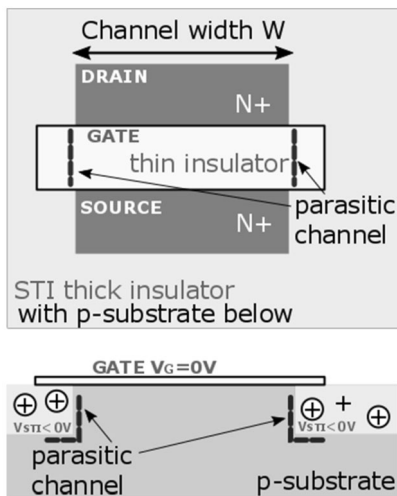 Channel width W
DRAIN
N+
GATE
thin insulator
SOURCE
N+
parasitic
channel
STI thick insulator
with p-substrate below
GATE VG=0V
⊕ ⊕
⊕ + ⊕
VSTI<0V
VSTI<0V
parasitic
channel
p-substrate